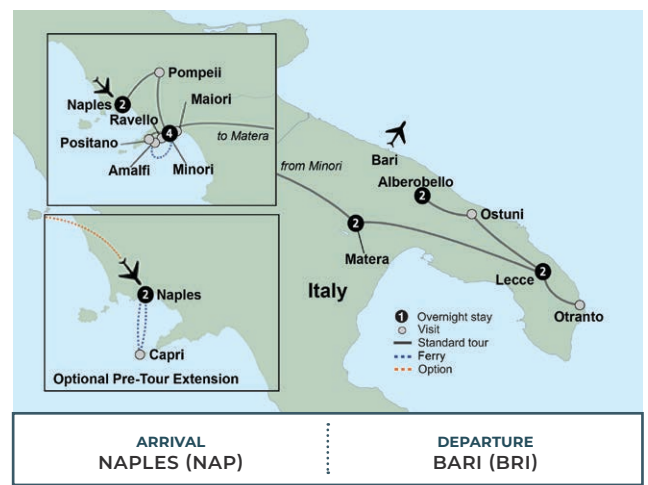 Pompeii
Naples
2
Maiori
Ravello
4
to Matera
Positano
Amalfi
Minori
from Minori
Bari
Alberobello
2
Ostuni
2
Matera
2
Lecce
Otranto
Italy
2
Naples
Capri
Optional Pre-Tour Extension
1 Overnight stay
Visit
Standard tour
Ferry
Option
ARRIVAL
NAPLES (NAP)
DEPARTURE
BARI (BRI)